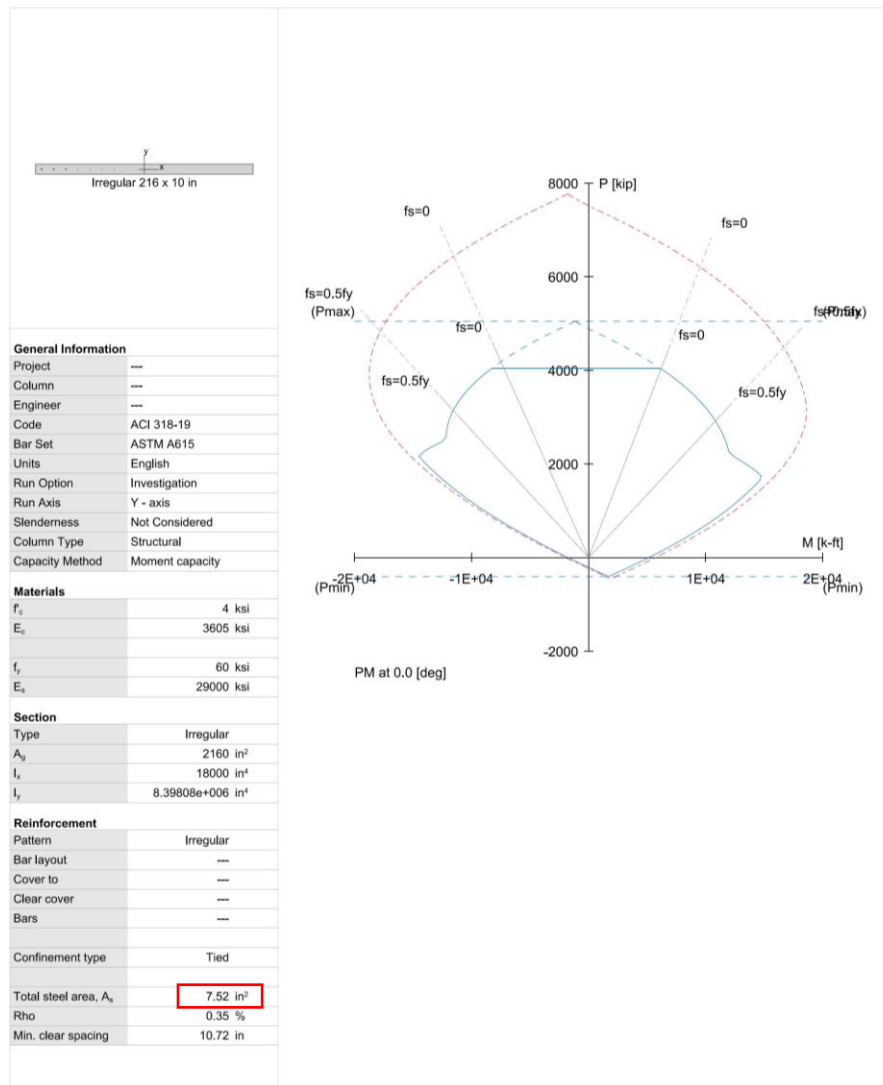 y
x
Irregular 216 x 10 in
General Information
Project ---
Column ---
Engineer ---
Code ACI 318-19
Bar Set ASTM A615
Units English
Run Option Investigation
Run Axis Y - axis
Slenderness Not Considered
Column Type Structural
Capacity Method Moment capacity
Materials
f'c 4 ksi
Ec 3605 ksi
fy 60 ksi
Es 29000 ksi
Section
Type Irregular
Ag 2160 in²
Ix 18000 in⁴
Iy 8.39808e+006 in⁴
Reinforcement
Pattern Irregular
Bar layout ---
Cover to ---
Clear cover ---
Bars ---
Confinement type Tied
Total steel area, As 7.52 in²
Rho 0.35 %
Min. clear spacing 10.72 in
8000 P [kip]
fs=0 fs=0
6000
fs=0.5fy
(Pmax) fs=0.5fy (Pmax)
fs=0 fs=0
4000
fs=0.5fy fs=0.5fy
2000
M [k-ft]
(Pmin) -2E+04 -1E+04 1E+04 2E+04 (Pmin)
-2000
PM at 0.0 [deg]